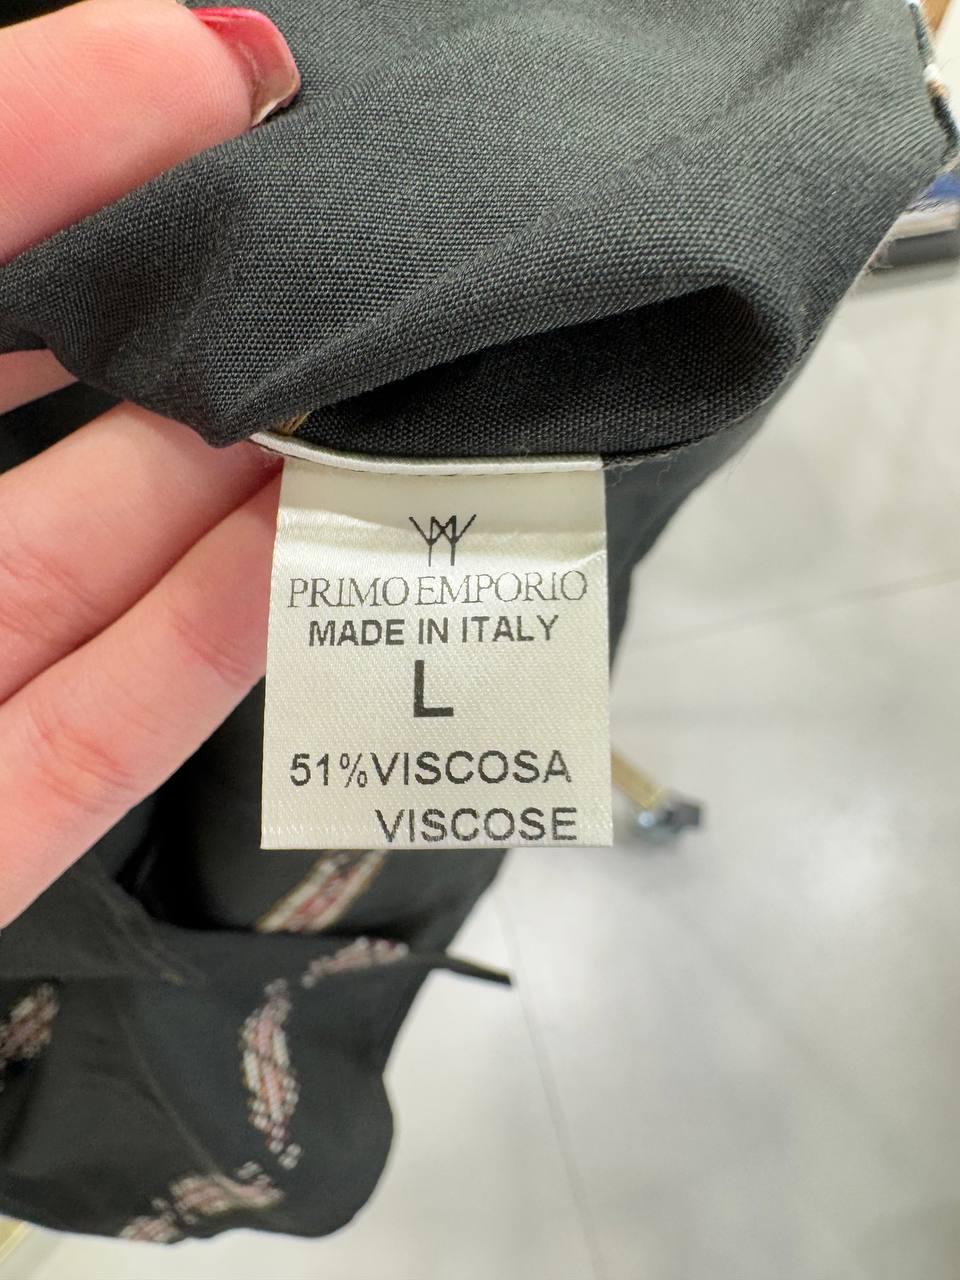 PRIMO EMPORIO
MADE IN ITALY
L
51%VISCOSA
VISCOSE